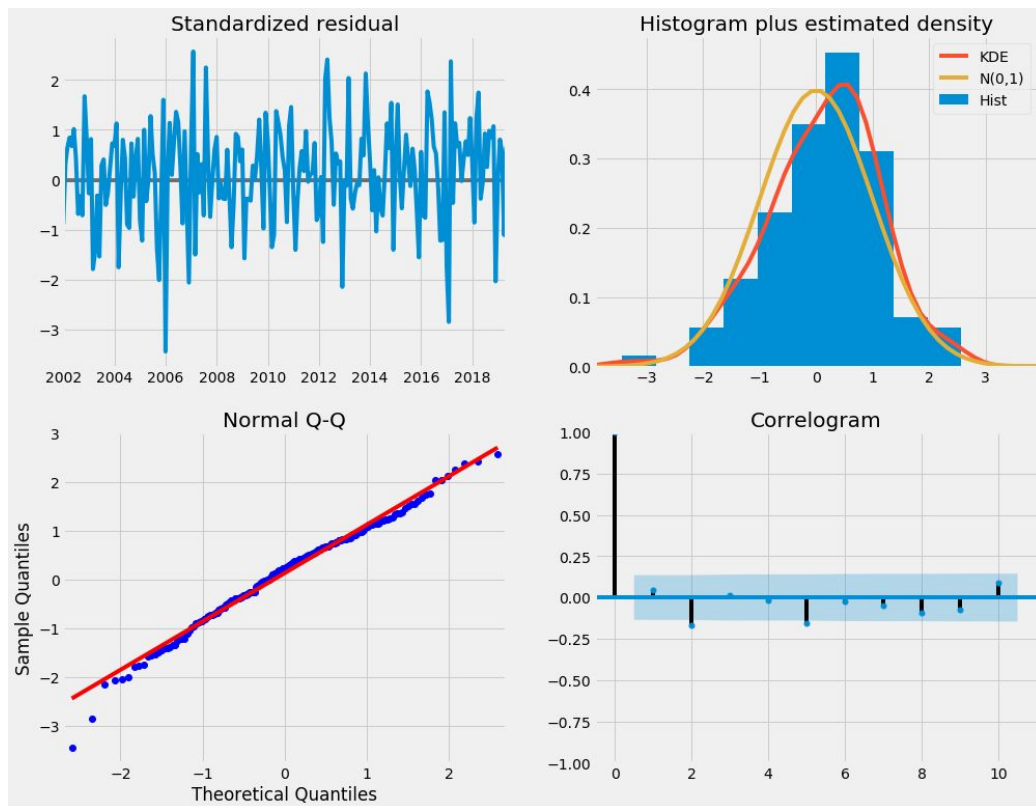 Standardized residual
2
1
0
−1
−2
−3
2002 2004 2006 2008 2010 2012 2014 2016 2018
Histogram plus estimated density
KDE
N(0,1)
Hist
0.4
0.3
0.2
0.1
0.0
−3 −2 −1 0 1 2 3
Normal Q-Q
Sample Quantiles
3
2
1
0
−1
−2
−3
−2 −1 0 1 2
Theoretical Quantiles
Correlogram
1.00
0.75
0.50
0.25
0.00
−0.25
−0.50
−0.75
−1.00
0 2 4 6 8 10